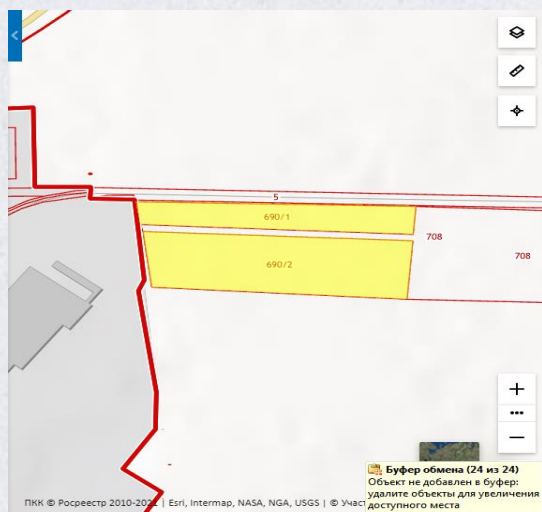 5
690/1
708
708
690/2
Буфер обмена (24 из 24)
Объект не добавлен в буфер:
удалите объекты для увеличения
доступного места
ПКК © Росреестр 2010-202 | Esri, Intermap, NASA, NGA, USGS | © Участ